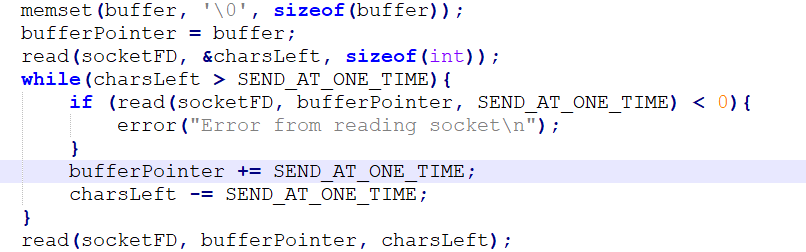 memset(buffer, '\0', sizeof(buffer));
bufferPointer = buffer;
read(socketFD, &charsLeft, sizeof(int));
while(charsLeft > SEND_AT_ONE_TIME){
    if (read(socketFD, bufferPointer, SEND_AT_ONE_TIME) < 0){
        error("Error from reading socket\n");
    }
    bufferPointer += SEND_AT_ONE_TIME;
    charsLeft -= SEND_AT_ONE_TIME;
}
read(socketFD, bufferPointer, charsLeft);